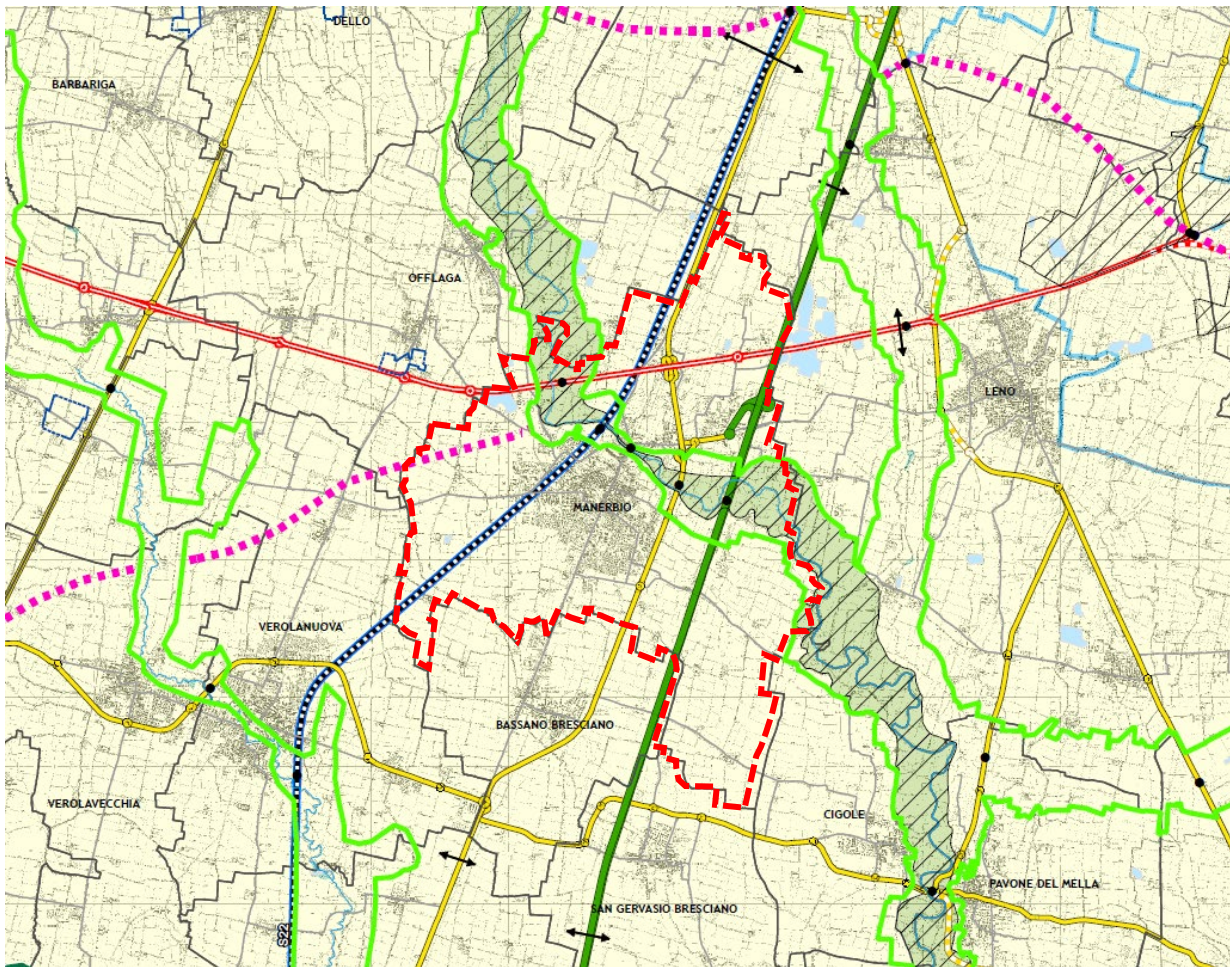 DELLO
BARBARIGA
OFFLAGA
LENO
MANERBIO
VEROLANUOVA
BASSANO BRESCIANO
VEROLAVECCHIA
CIGOLE
PAVONE DEL MELLA
SAN GERVASIO BRESCIANO
S22